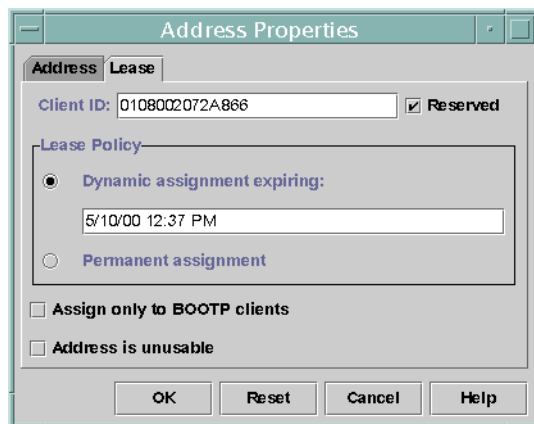 Address Properties
Address Lease
Client ID: 0108002072A866 Reserved
Lease Policy
Dynamic assignment expiring:
5/10/00 12:37 PM
Permanent assignment
Assign only to BOOTP clients
Address is unusable
OK Reset Cancel Help